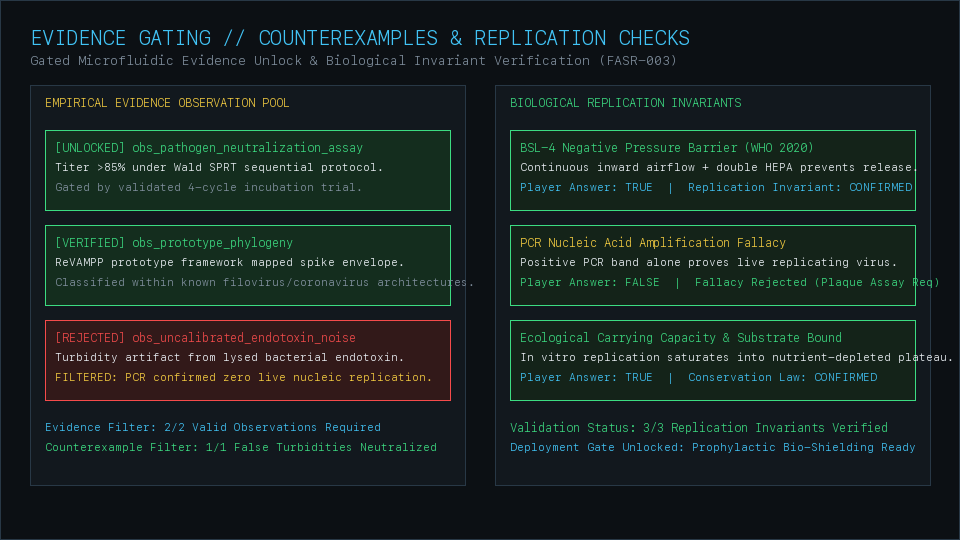 EVIDENCE GATING // COUNTEREXAMPLES & REPLICATION CHECKS
Gated Microfluidic Evidence Unlock & Biological Invariant Verification (FASR-003)
EMPIRICAL EVIDENCE OBSERVATION POOL
[UNLOCKED] obs_pathogen_neutralization_assay
Titer >85% under Wald SPRT sequential protocol.
Gated by validated 4-cycle incubation trial.
[VERIFIED] obs_prototype_phylogeny
ReVAMPP prototype framework mapped spike envelope.
Classified within known filovirus/coronavirus architectures.
[REJECTED] obs_uncalibrated_endotoxin_noise
Turbidity artifact from lysed bacterial endotoxin.
FILTERED: PCR confirmed zero live nucleic replication.
Evidence Filter: 2/2 Valid Observations Required
Counterexample Filter: 1/1 False Turbidities Neutralized
BIOLOGICAL REPLICATION INVARIANTS
BSL-4 Negative Pressure Barrier (WHO 2020)
Continuous inward airflow + double HEPA prevents release.
Player Answer: TRUE | Replication Invariant: CONFIRMED
PCR Nucleic Acid Amplification Fallacy
Positive PCR band alone proves live replicating virus.
Player Answer: FALSE | Fallacy Rejected (Plaque Assay Req)
Ecological Carrying Capacity & Substrate Bound
In vitro replication saturates into nutrient-depleted plateau.
Player Answer: TRUE | Conservation Law: CONFIRMED
Validation Status: 3/3 Replication Invariants Verified
Deployment Gate Unlocked: Prophylactic Bio-Shielding Ready